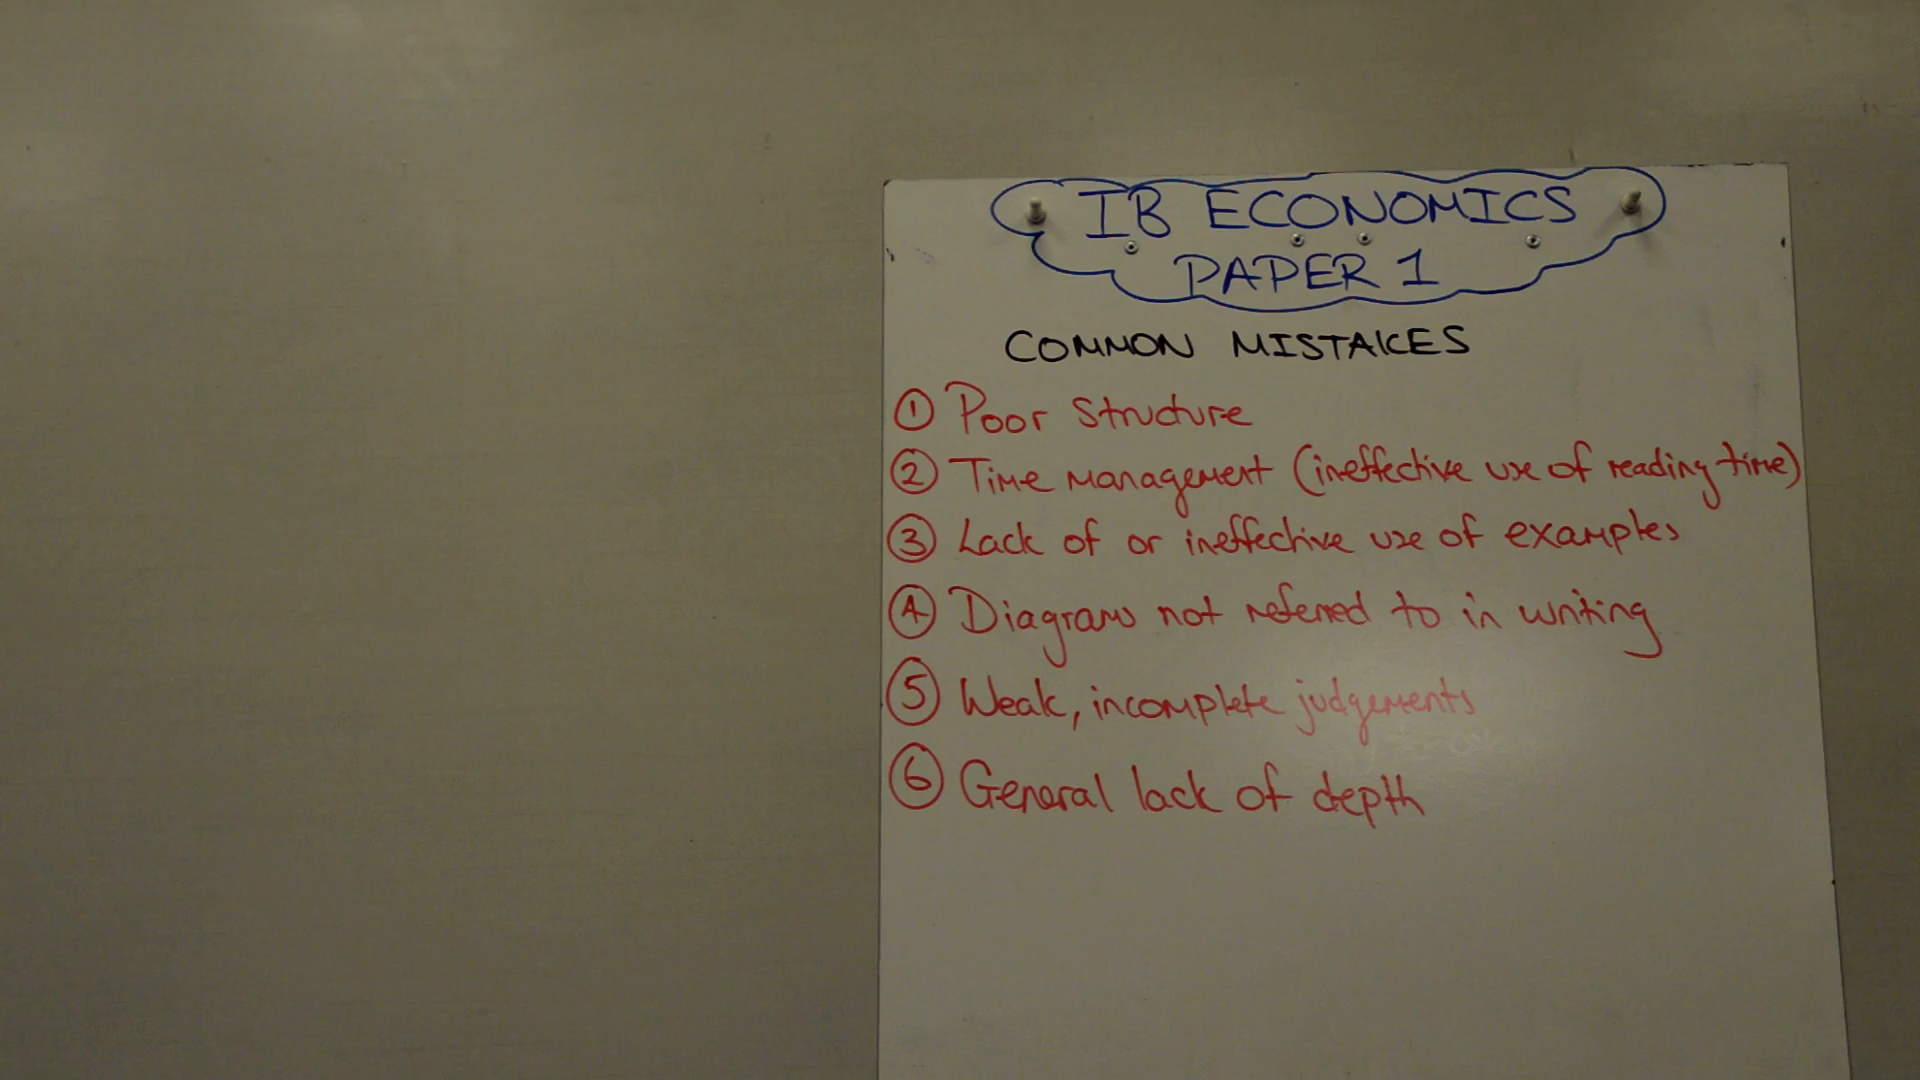 IB ECONOMICS
PAPER 1
COMMON MISTAKES
① Poor Structure
② Time management (ineffective use of reading time)
③ Lack of or ineffective use of examples
④ Diagrams not referred to in writing
⑤ Weak, incomplete judgements
⑥ General lack of depth